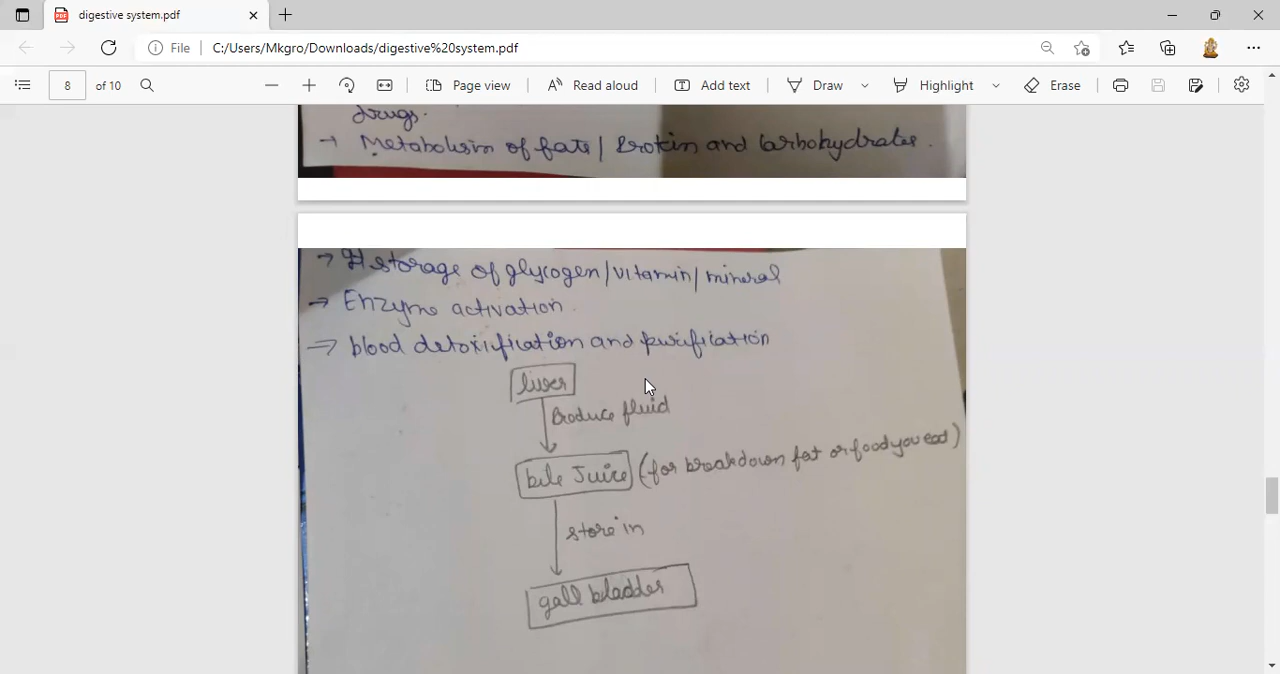 digestive system.pdf
File C:/Users/Mkgro/Downloads/digestive%20system.pdf
8 of 10 Page view Read aloud Add text Draw Highlight Erase
drugs.
→ Metabolism of fats / Protein and Carbohydrates.
→ storage of glycogen / vitamin / mineral
→ Enzyme activation.
→ blood detoxification and purification
liver
Produce fluid
bile Juice (for breakdown fat or food you eat)
store in
gall bladder